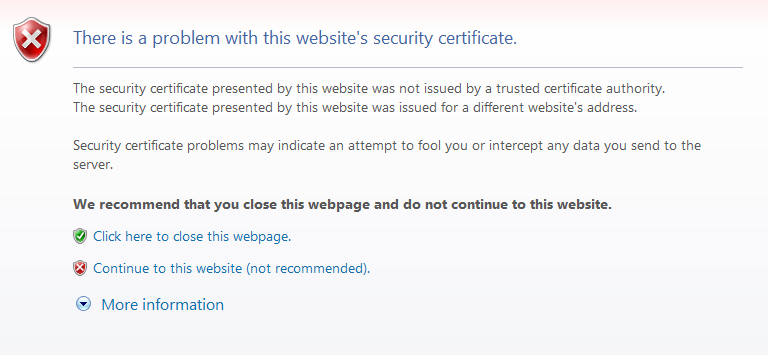 There is a problem with this website's security certificate.
The security certificate presented by this website was not issued by a trusted certificate authority.
The security certificate presented by this website was issued for a different website's address.
Security certificate problems may indicate an attempt to fool you or intercept any data you send to the
server.
We recommend that you close this webpage and do not continue to this website.
Click here to close this webpage.
Continue to this website (not recommended).
More information